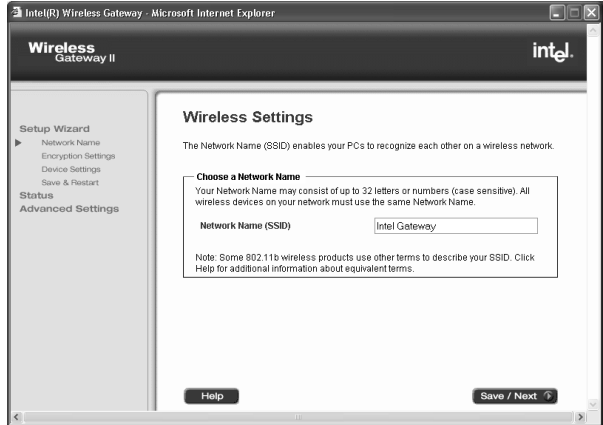 Intel(R) Wireless Gateway - Microsoft Internet Explorer
Wireless
Gateway II
intel.
Setup Wizard
Network Name
Encryption Settings
Device Settings
Save & Restart
Status
Advanced Settings
Wireless Settings
The Network Name (SSID) enables your PCs to recognize each other on a wireless network.
Choose a Network Name
Your Network Name may consist of up to 32 letters or numbers (case sensitive). All
wireless devices on your network must use the same Network Name.
Network Name (SSID)
Intel Gateway
Note: Some 802.11b wireless products use other terms to describe your SSID. Click
Help for additional information about equivalent terms.
Help
Save / Next